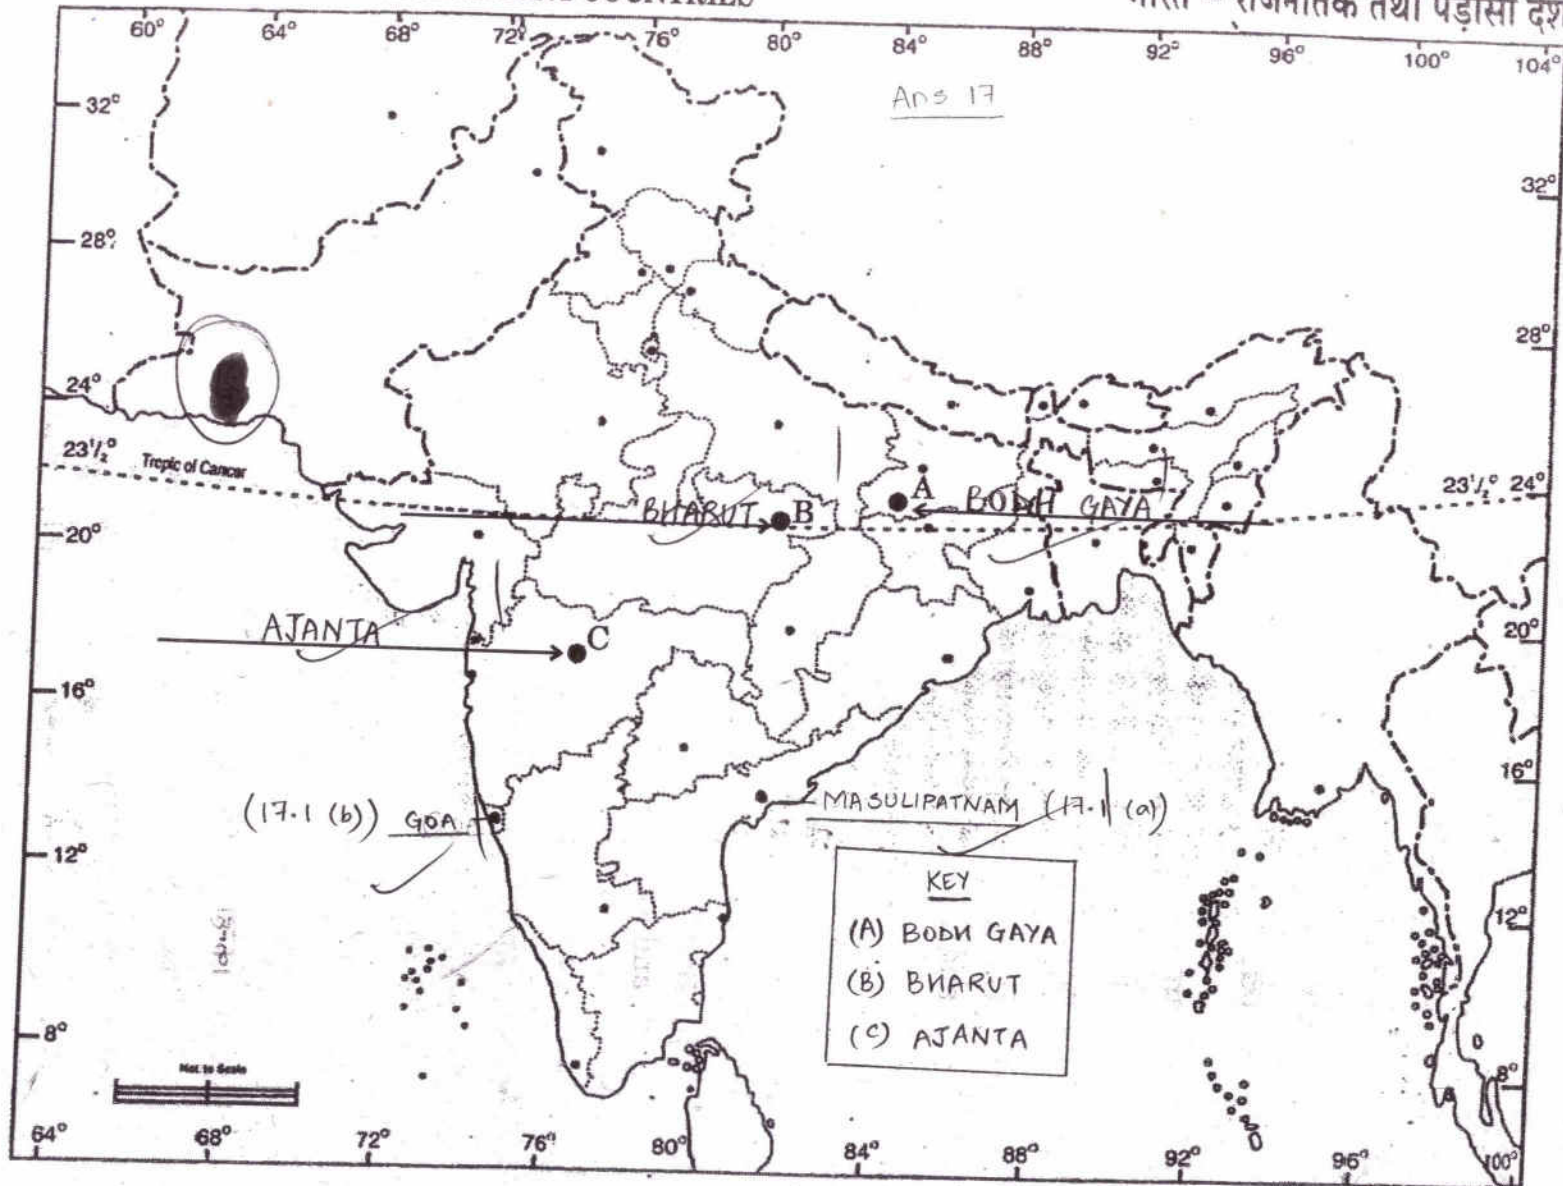 COUNTRIES
तथा पड़ोसी देश
60° 64° 68° 72° 76° 80° 84° 88° 92° 96° 100° 104°
Ans 17
32°
32°
28°
28°
24°
23½°
Tropic of Cancer
23½° 24°
A
BODH GAYA
BHARUT
B
20°
20°
AJANTA
C
16°
16°
(17.1 (b)) GOA
MASULIPATNAM (17.1 (a))
12°
12°
KEY
(A) BODH GAYA
(B) BHARUT
(C) AJANTA
8°
8°
Not to Scale
64° 68° 72° 76° 80° 84° 88° 92° 96° 100°